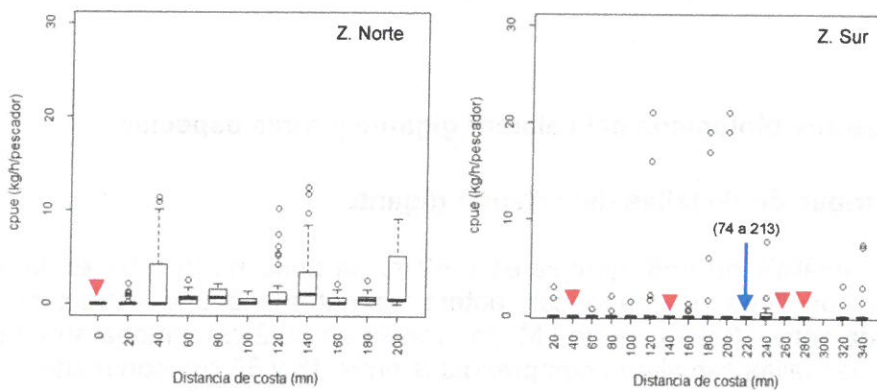 Z. Norte
cpue (kg/h/pescador)
30
20
10
0
0 20 40 60 80 100 120 140 160 180 200
Distancia de costa (mn)
Z. Sur
cpue (kg/h/pescador)
30
20
10
0
(74 a 213)
20 40 60 80 100 120 140 160 180 200 220 240 260 280 300 320 340
Distancia de costa (mn)